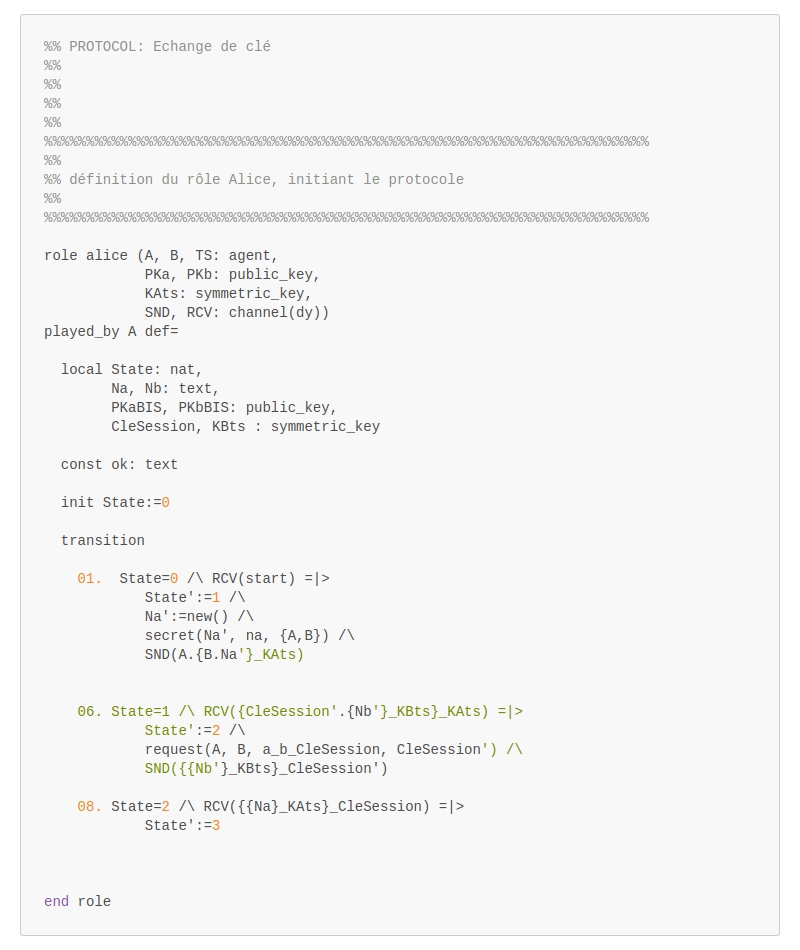 %% PROTOCOL: Echange de clé
%%
%%
%%
%%
%%%%%%%%%%%%%%%%%%%%%%%%%%%%%%%%%%%%%%%%%%%%%%%%%%%%%%%%%%%%%%%%%%%%%%%%%%
%%
%% définition du rôle Alice, initiant le protocole
%%
%%%%%%%%%%%%%%%%%%%%%%%%%%%%%%%%%%%%%%%%%%%%%%%%%%%%%%%%%%%%%%%%%%%%%%%%%%
role alice (A, B, TS: agent,
PKa, PKb: public_key,
KAts: symmetric_key,
SND, RCV: channel(dy))
played_by A def=
local State: nat,
Na, Nb: text,
PKaBIS, PKbBIS: public_key,
CleSession, KBts : symmetric_key
const ok: text
init State:=0
transition
01.  State=0 /\ RCV(start) =|>
State':=1 /\
Na':=new() /\
secret(Na', na, {A,B}) /\
SND(A.{B.Na'}_KAts)
06. State=1 /\ RCV({CleSession'.{Nb'}_KBts}_KAts) =|>
State':=2 /\
request(A, B, a_b_CleSession, CleSession') /\
SND({{Nb'}_KBts}_CleSession')
08. State=2 /\ RCV({{Na}_KAts}_CleSession) =|>
State':=3
end role